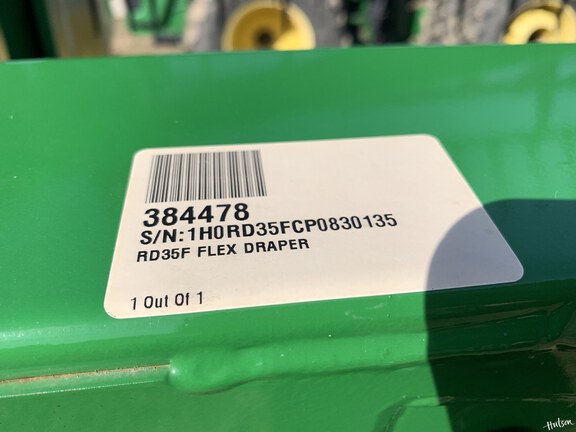 384478
S/N:1H0RD35FCP0830135
RD35F FLEX DRAPER
1 Out Of 1
Hutson